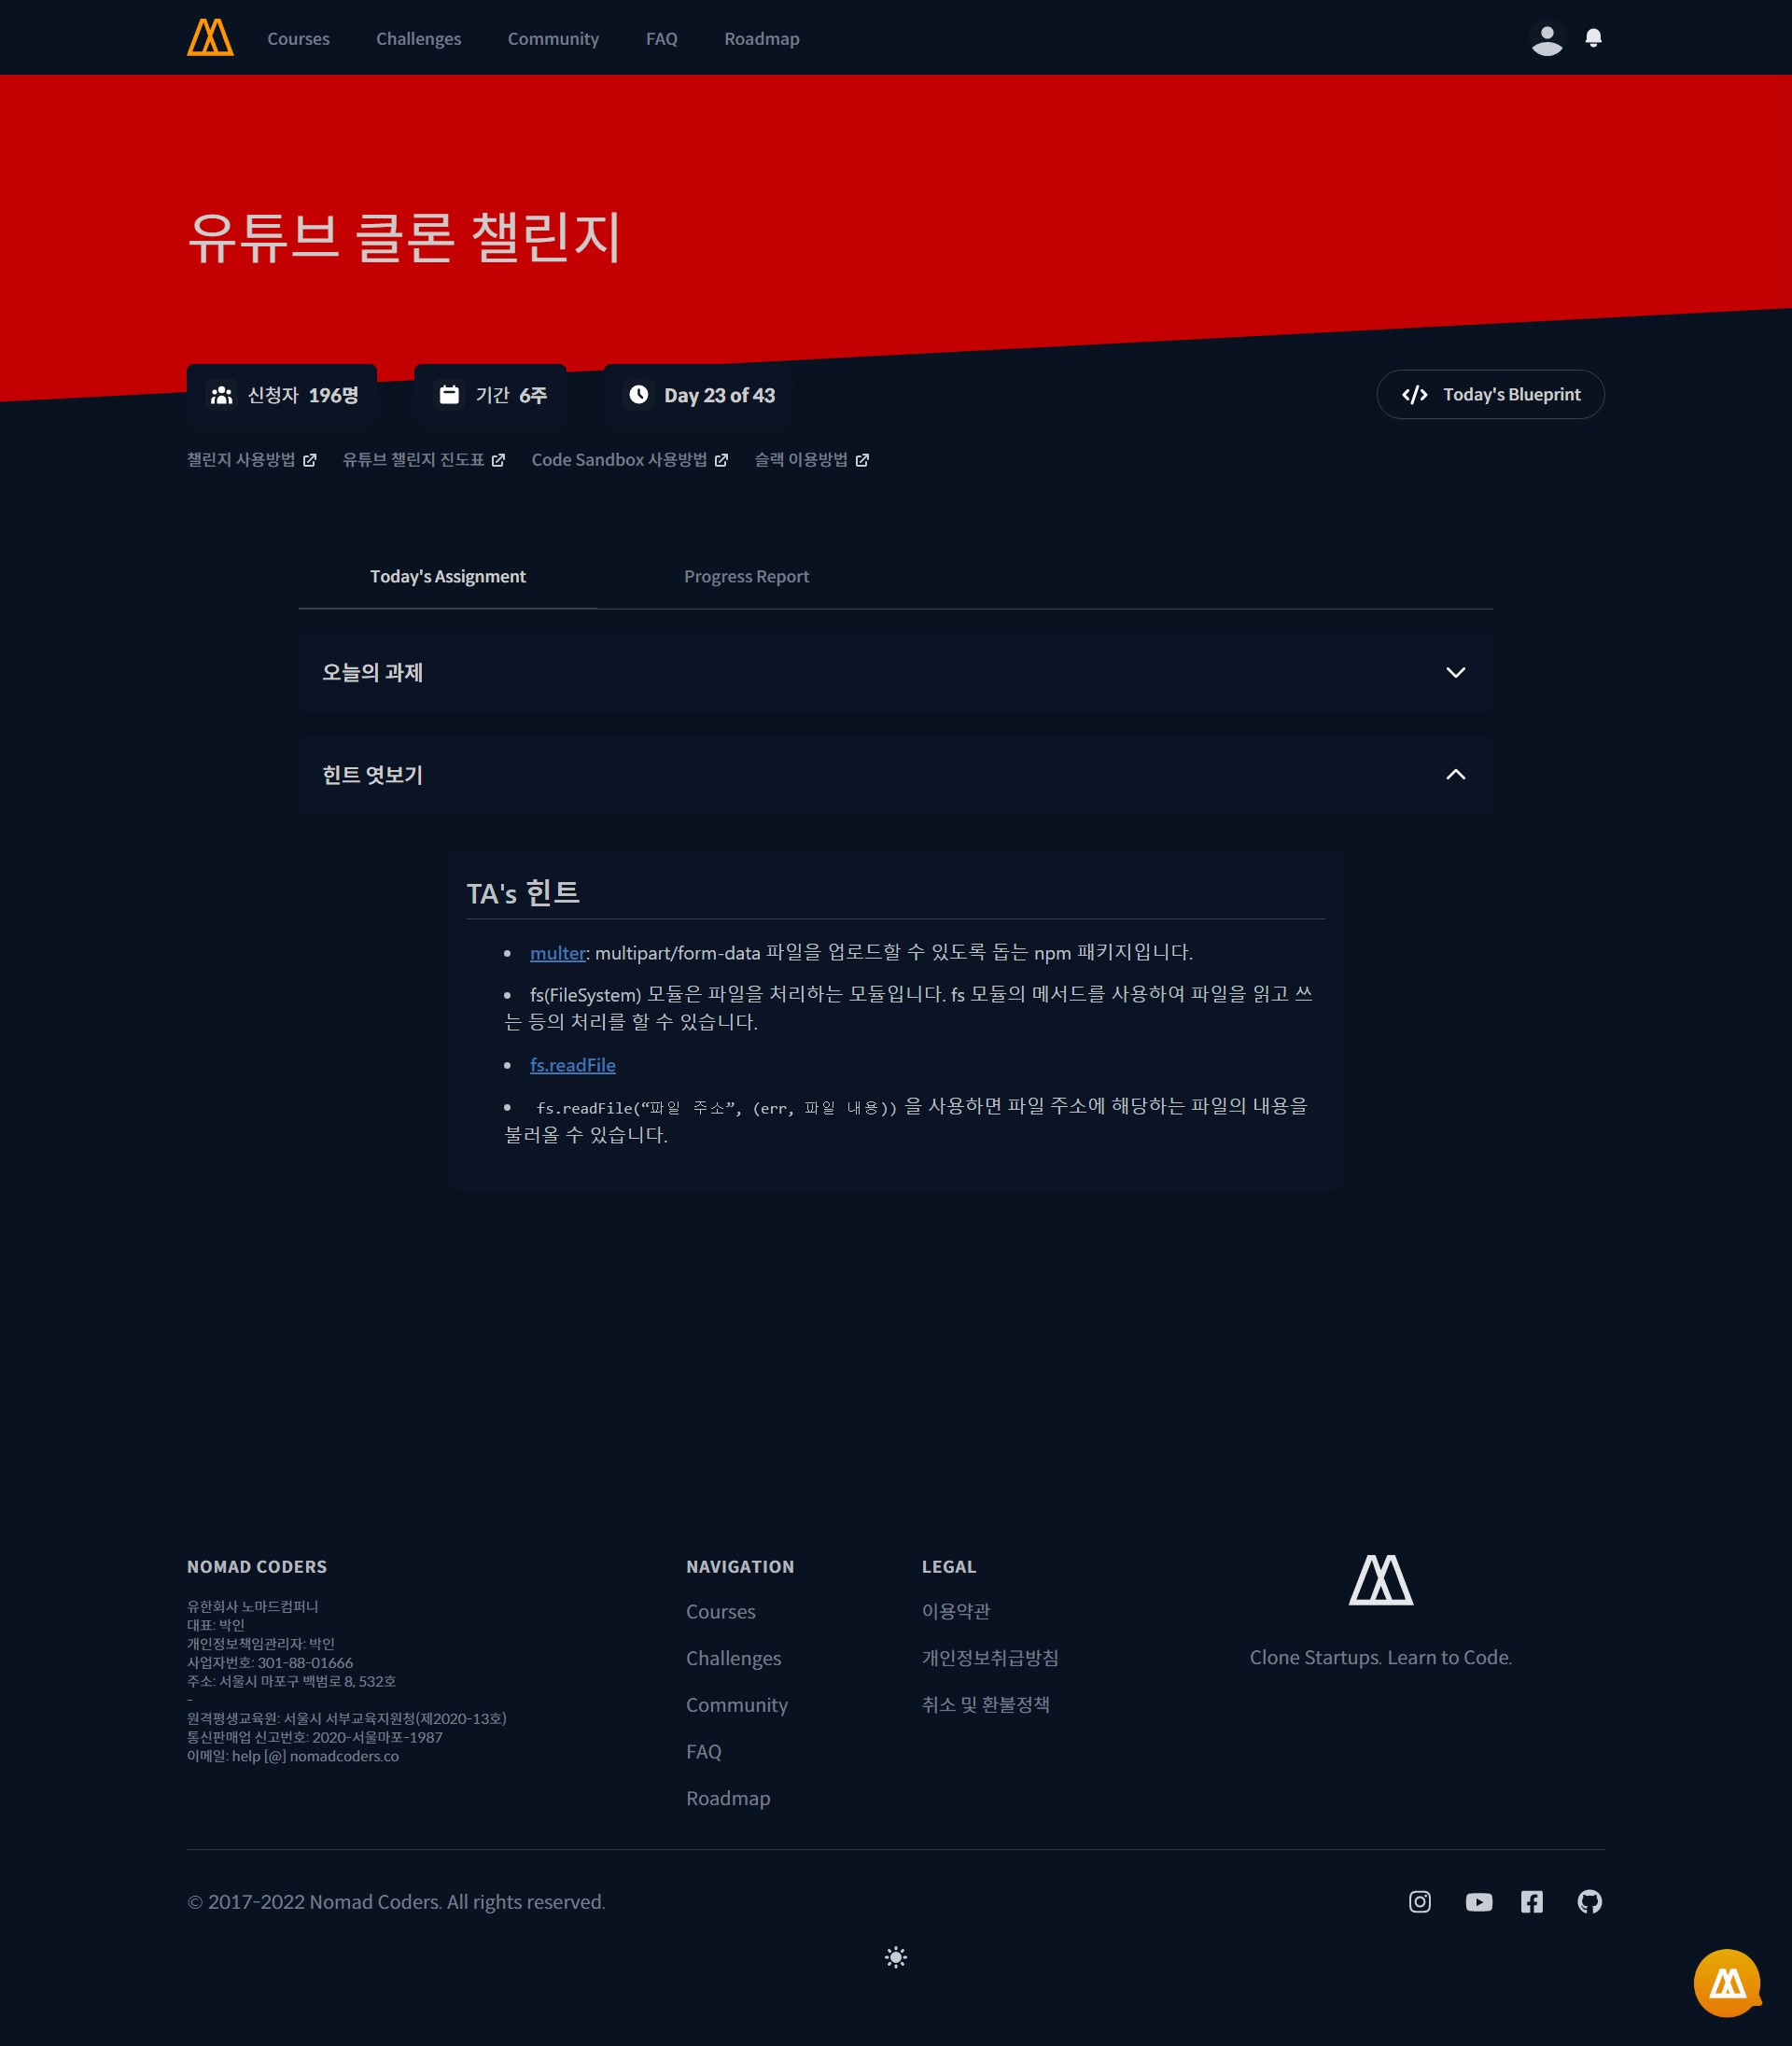 Courses Challenges Community FAQ Roadmap
유튜브 클론 챌린지
신청자 196명 기간 6주 Day 23 of 43 Today's Blueprint
챌린지 사용방법 유튜브 챌린지 진도표 Code Sandbox 사용방법 슬랙 이용방법
Today's Assignment Progress Report
오늘의 과제
힌트 엿보기
TA's 힌트
• multer: multipart/form-data 파일을 업로드할 수 있도록 돕는 npm 패키지입니다.
• fs(FileSystem) 모듈은 파일을 처리하는 모듈입니다. fs 모듈의 메서드를 사용하여 파일을 읽고 쓰
는 등의 처리를 할 수 있습니다.
• fs.readFile
• fs.readFile(“파일 주소”, (err, 파일 내용)) 을 사용하면 파일 주소에 해당하는 파일의 내용을
불러올 수 있습니다.
NOMAD CODERS
유한회사 노마드컴퍼니
대표: 박인
개인정보책임관리자: 박인
사업자번호: 301-88-01666
주소: 서울시 마포구 백범로 8, 532호
-
원격평생교육원: 서울시 서부교육지원청(제2020-13호)
통신판매업 신고번호: 2020-서울마포-1987
이메일: help [@] nomadcoders.co
NAVIGATION
Courses
Challenges
Community
FAQ
Roadmap
LEGAL
이용약관
개인정보취급방침
취소 및 환불정책
Clone Startups. Learn to Code.
© 2017-2022 Nomad Coders. All rights reserved.